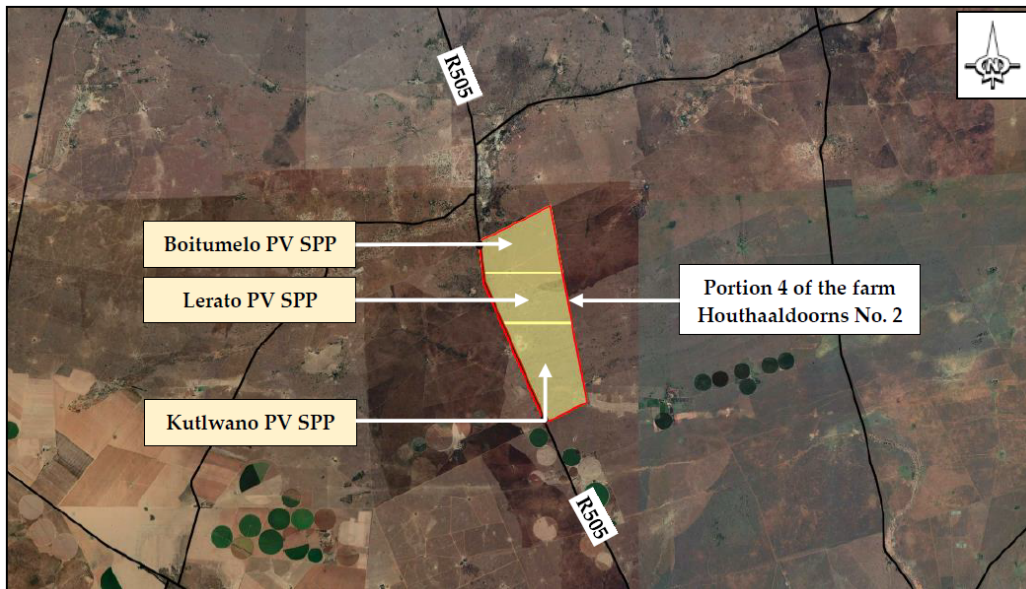 R505
Boitumelo PV SPP
Lerato PV SPP
Portion 4 of the farm
Houthaaldoorns No. 2
Kutlwano PV SPP
R505